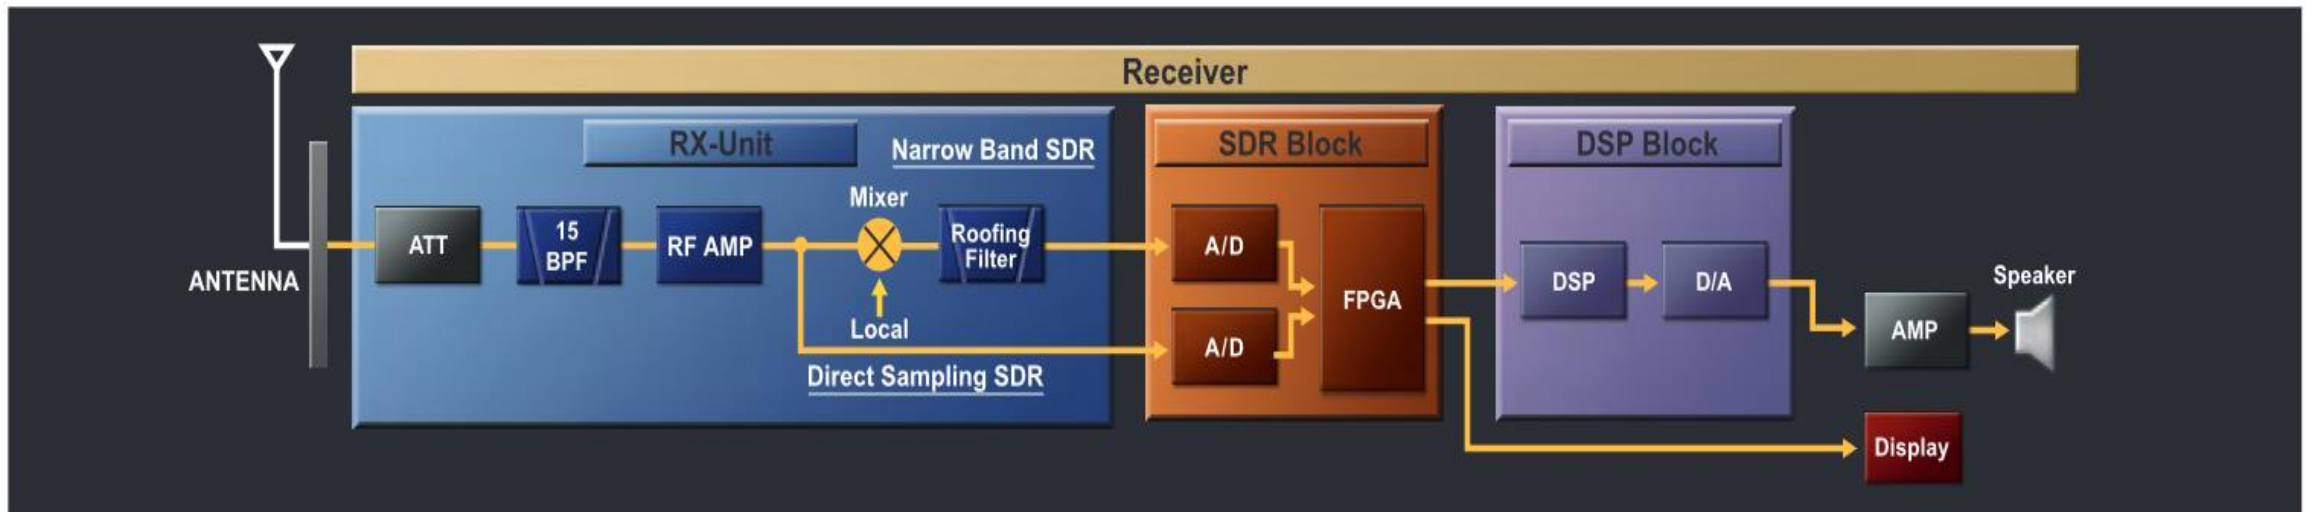 Receiver
RX-Unit
Narrow Band SDR
SDR Block
DSP Block
Mixer
ATT
15
BPF
RF AMP
Roofing
Filter
A/D
FPGA
DSP
D/A
Speaker
ANTENNA
Local
AMP
A/D
Direct Sampling SDR
Display